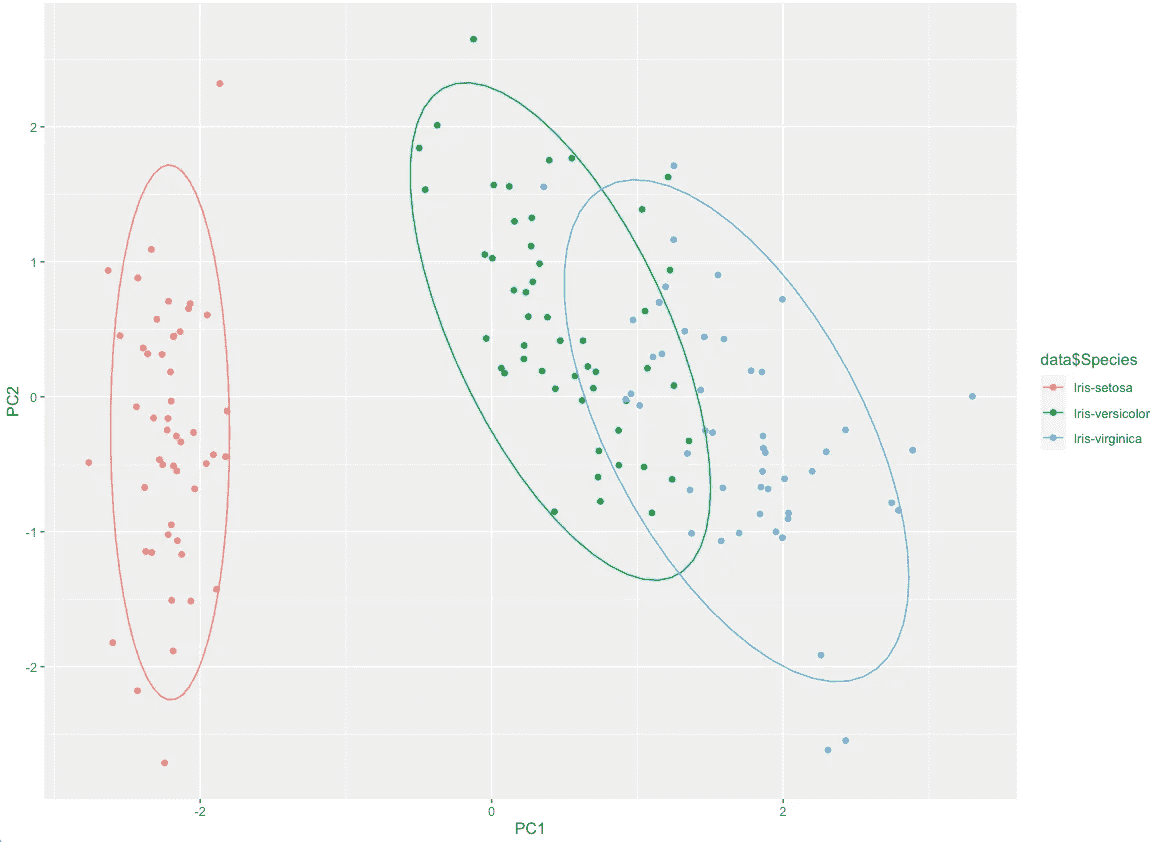 2
1
0
-1
-2
PC2
-2
0
2
PC1
data$Species
Iris-setosa
Iris-versicolor
Iris-virginica